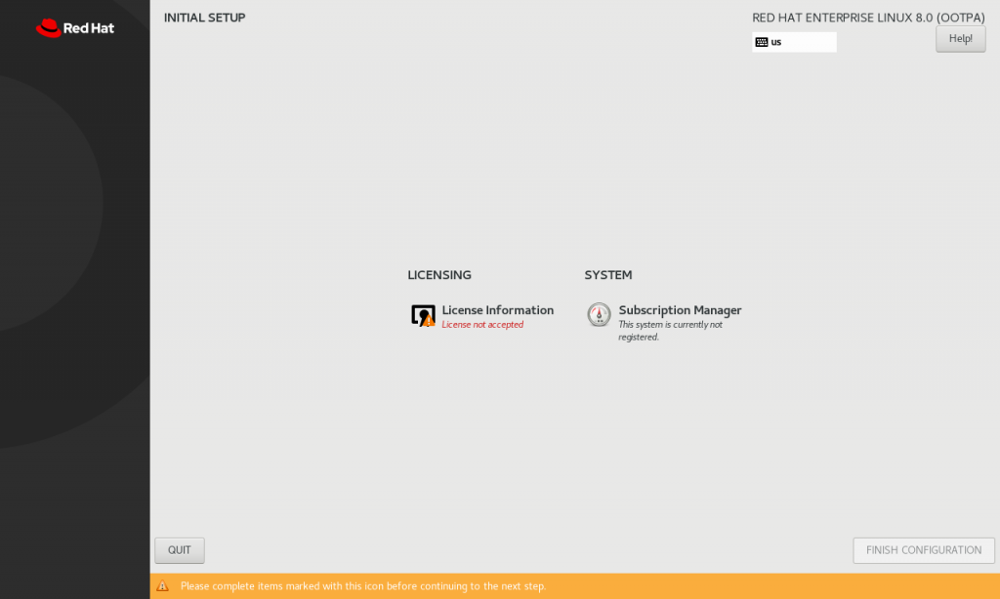 Red Hat
INITIAL SETUP
RED HAT ENTERPRISE LINUX 8.0 (OOTPA)
us
Help!
LICENSING
License Information
License not accepted
SYSTEM
Subscription Manager
This system is currently not
registered.
QUIT
FINISH CONFIGURATION
Please complete items marked with this icon before continuing to the next step.